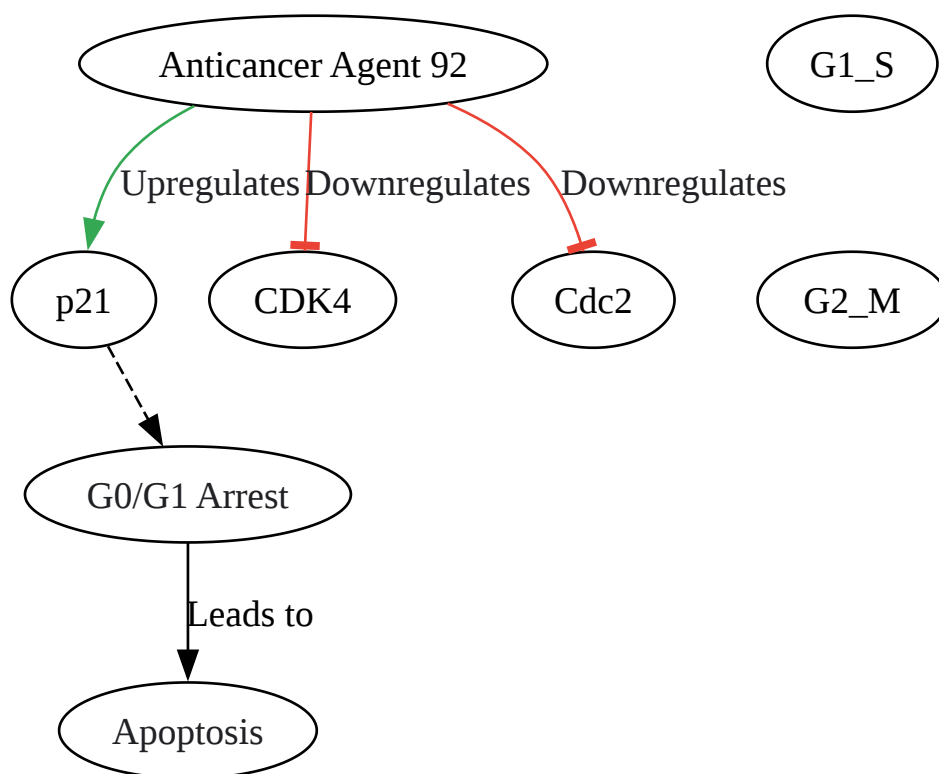 Anticancer Agent 92
G1_S
Upregulates
Downregulates
Downregulates
p21
CDK4
Cdc2
G2_M
G0/G1 Arrest
Leads to
Apoptosis